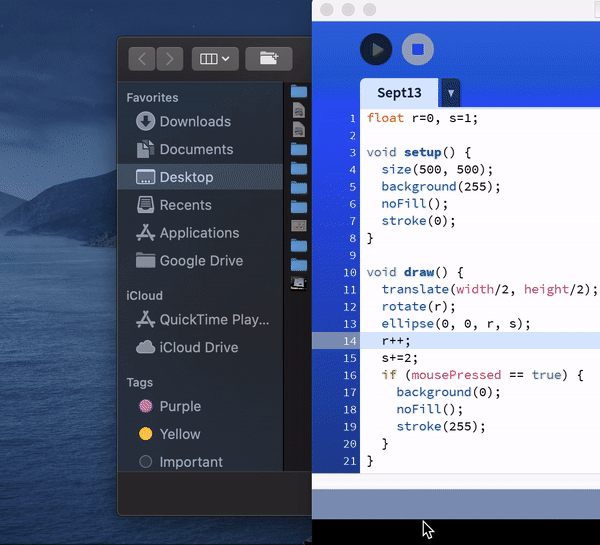 Favorites
Downloads
Documents
Desktop
Recents
Applications
Google Drive
iCloud
QuickTime Play...
iCloud Drive
Tags
Purple
Yellow
Important
Sept13
1 float r=0, s=1;
2
3 void setup() {
4 size(500, 500);
5 background(255);
6 noFill();
7 stroke(0);
8 }
9
10 void draw() {
11 translate(width/2, height/2);
12 rotate(r);
13 ellipse(0, 0, r, s);
14 r++;
15 s+=2;
16 if (mousePressed == true) {
17 background(0);
18 noFill();
19 stroke(255);
20 }
21 }